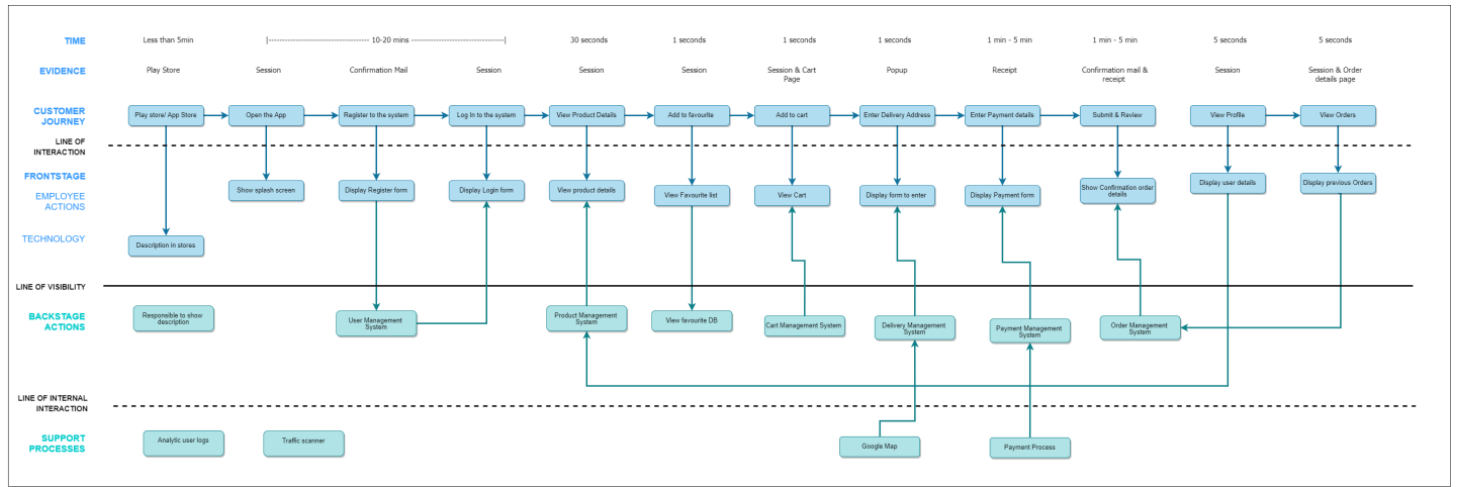 TIME
Less than 5min
|-------------------------- 10-20 mins ------------------------|
30 seconds
1 seconds
1 seconds
1 seconds
1 min - 5 min
1 min - 5 min
5 seconds
5 seconds
EVIDENCE
Play Store
Session
Confirmation Mail
Session
Session
Session
Session & Cart
Page
Popup
Receipt
Confirmation mail &
receipt
Session
Session & Order
details page
CUSTOMER
JOURNEY
Play store/ App Store
Open the App
Register to the system
Log In to the system
View Product Details
Add to favourite
Add to cart
Enter Delivery Address
Enter Payment details
Submit & Review
View Profile
View Orders
LINE OF
INTERACTION
FRONTSTAGE
EMPLOYEE
ACTIONS
Show splash screen
Display Register form
Display Login form
View product details
View Favourite list
View Cart
Display form to enter
Display Payment form
Show Confirmation order
details
Display user details
Display previous Orders
TECHNOLOGY
Description in stores
LINE OF VISIBILITY
BACKSTAGE
ACTIONS
Responsible to show
description
User Management
System
Product Management
System
View favourite DB
Cart Management System
Delivery Management
System
Payment Management
System
Order Management
System
LINE OF INTERNAL
INTERACTION
SUPPORT
PROCESSES
Analytic user logs
Traffic scanner
Google Map
Payment Process